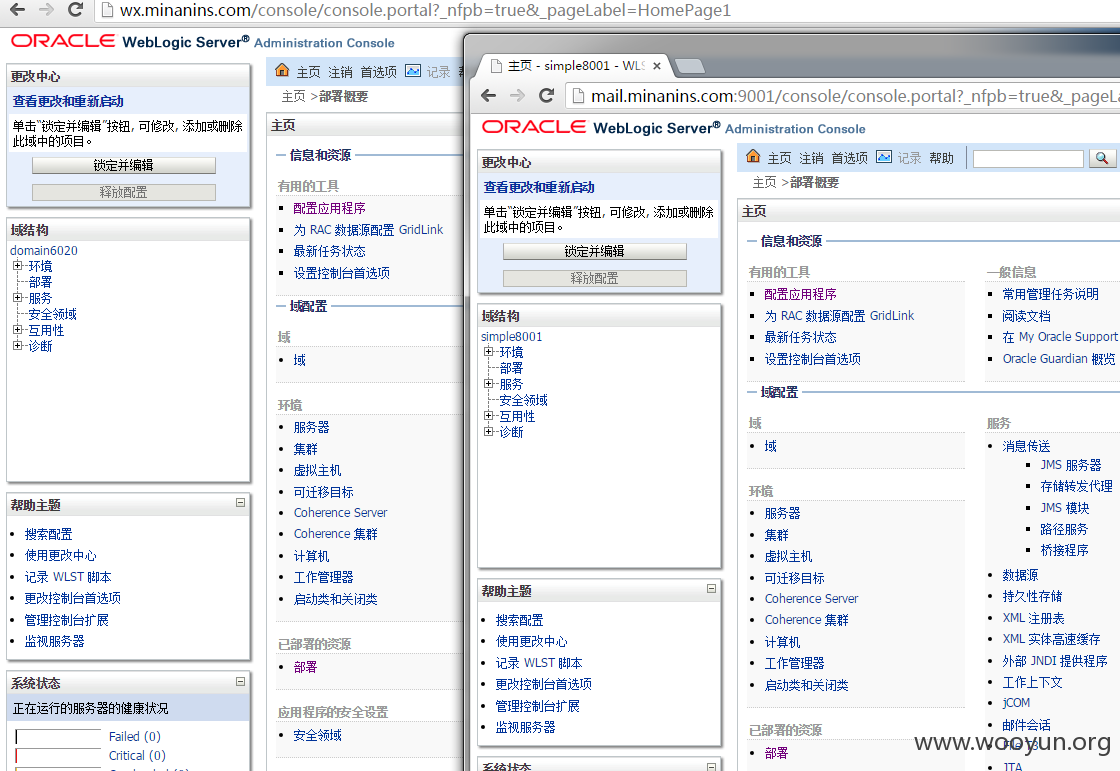 wx.minanins.com/console/console.portal?_nfpb=true&_pageLabel=HomePage1
ORACLE WebLogic Server® Administration Console
更改中心
查看更改和重新启动
单击“锁定并编辑”按钮, 可修改, 添加或删除
此域中的项目。
锁定并编辑
释放配置
域结构
domain6020
环境
部署
服务
安全领域
互用性
诊断
帮助主题
搜索配置
使用更改中心
记录 WLST 脚本
更改控制台首选项
管理控制台扩展
监视服务器
系统状态
正在运行的服务器的健康状况
Failed (0)
Critical (0)
主页 注销 首选项 记录
主页 >部署概要
主页
信息和资源
有用的工具
配置应用程序
为 RAC 数据源配置 GridLink
最新任务状态
设置控制台首选项
域配置
域
域
环境
服务器
集群
虚拟主机
可迁移目标
Coherence Server
Coherence 集群
计算机
工作管理器
启动类和关闭类
已部署的资源
部署
应用程序的安全设置
安全领域
主页 - simple8001 - WLS
mail.minanins.com:9001/console/console.portal?_nfpb=true&_pageLa
ORACLE WebLogic Server® Administration Console
更改中心
查看更改和重新启动
单击“锁定并编辑”按钮, 可修改, 添加或删除
此域中的项目。
锁定并编辑
释放配置
域结构
simple8001
环境
部署
服务
安全领域
互用性
诊断
帮助主题
搜索配置
使用更改中心
记录 WLST 脚本
更改控制台首选项
管理控制台扩展
监视服务器
系统状态
主页 注销 首选项 记录 帮助
主页 >部署概要
主页
信息和资源
有用的工具
配置应用程序
为 RAC 数据源配置 GridLink
最新任务状态
设置控制台首选项
一般信息
常用管理任务说明
阅读文档
在 My Oracle Support
Oracle Guardian 概览
域配置
域
域
环境
服务器
集群
虚拟主机
可迁移目标
Coherence Server
Coherence 集群
计算机
工作管理器
启动类和关闭类
已部署的资源
部署
服务
消息传送
JMS 服务器
存储转发代理
JMS 模块
路径服务
桥接程序
数据源
持久性存储
XML 注册表
XML 实体高速缓存
外部 JNDI 提供程序
工作上下文
jCOM
邮件会话
JTA
www.wooyun.org